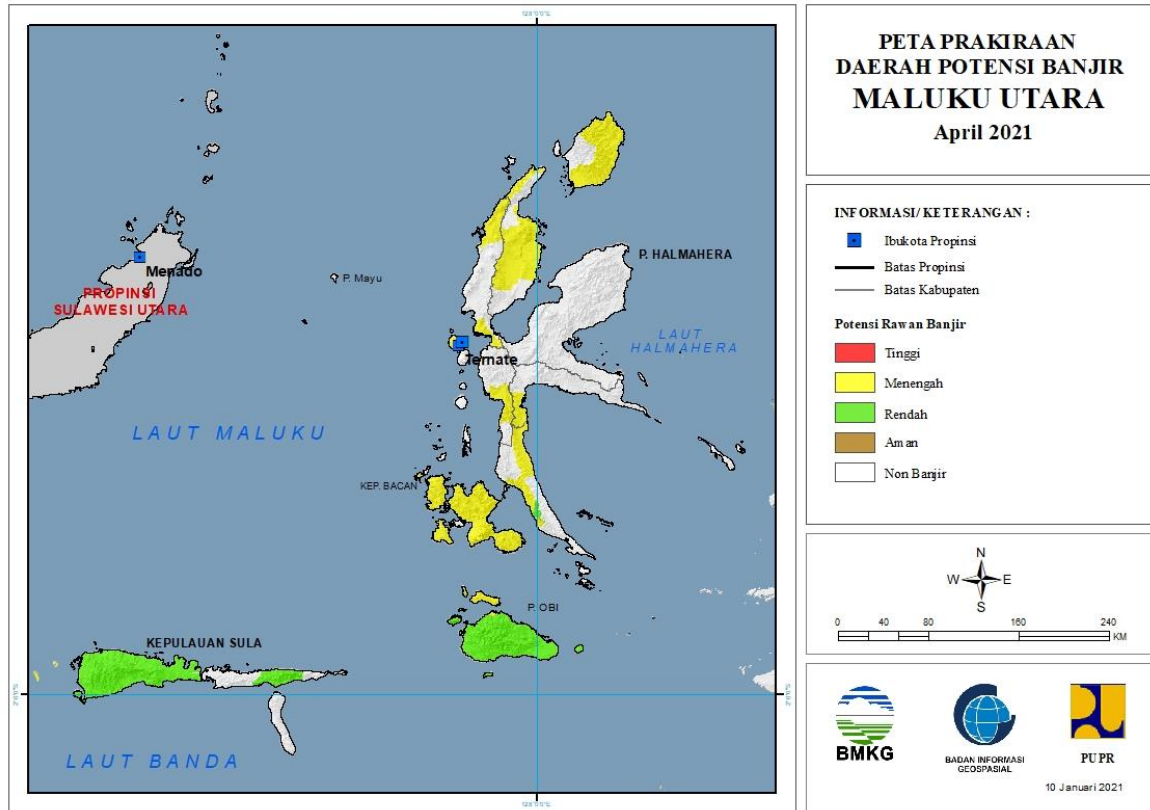 PETA PRAKIRAAN
DAERAH POTENSI BANJIR
MALUKU UTARA
April 2021
INFORMASI/ KETERANGAN :
Ibukota Propinsi
Batas Propinsi
Batas Kabupaten
Potensi Rawan Banjir
Tinggi
Menengah
Rendah
Aman
Non Banjir
N
W E
S
0 40 80 160 240
KM
BMKG
BADAN INFORMASI
GEOSPASIAL
PUPR
10 Januari 2021
P. HALMAHERA
Menado
P. Mayu
PROPINSI
SULAWESI UTARA
LAUT
HALMAHERA
Ternate
LAUT MALUKU
KEP. BACAN
P. OBI
KEPULAUAN SULA
LAUT BANDA